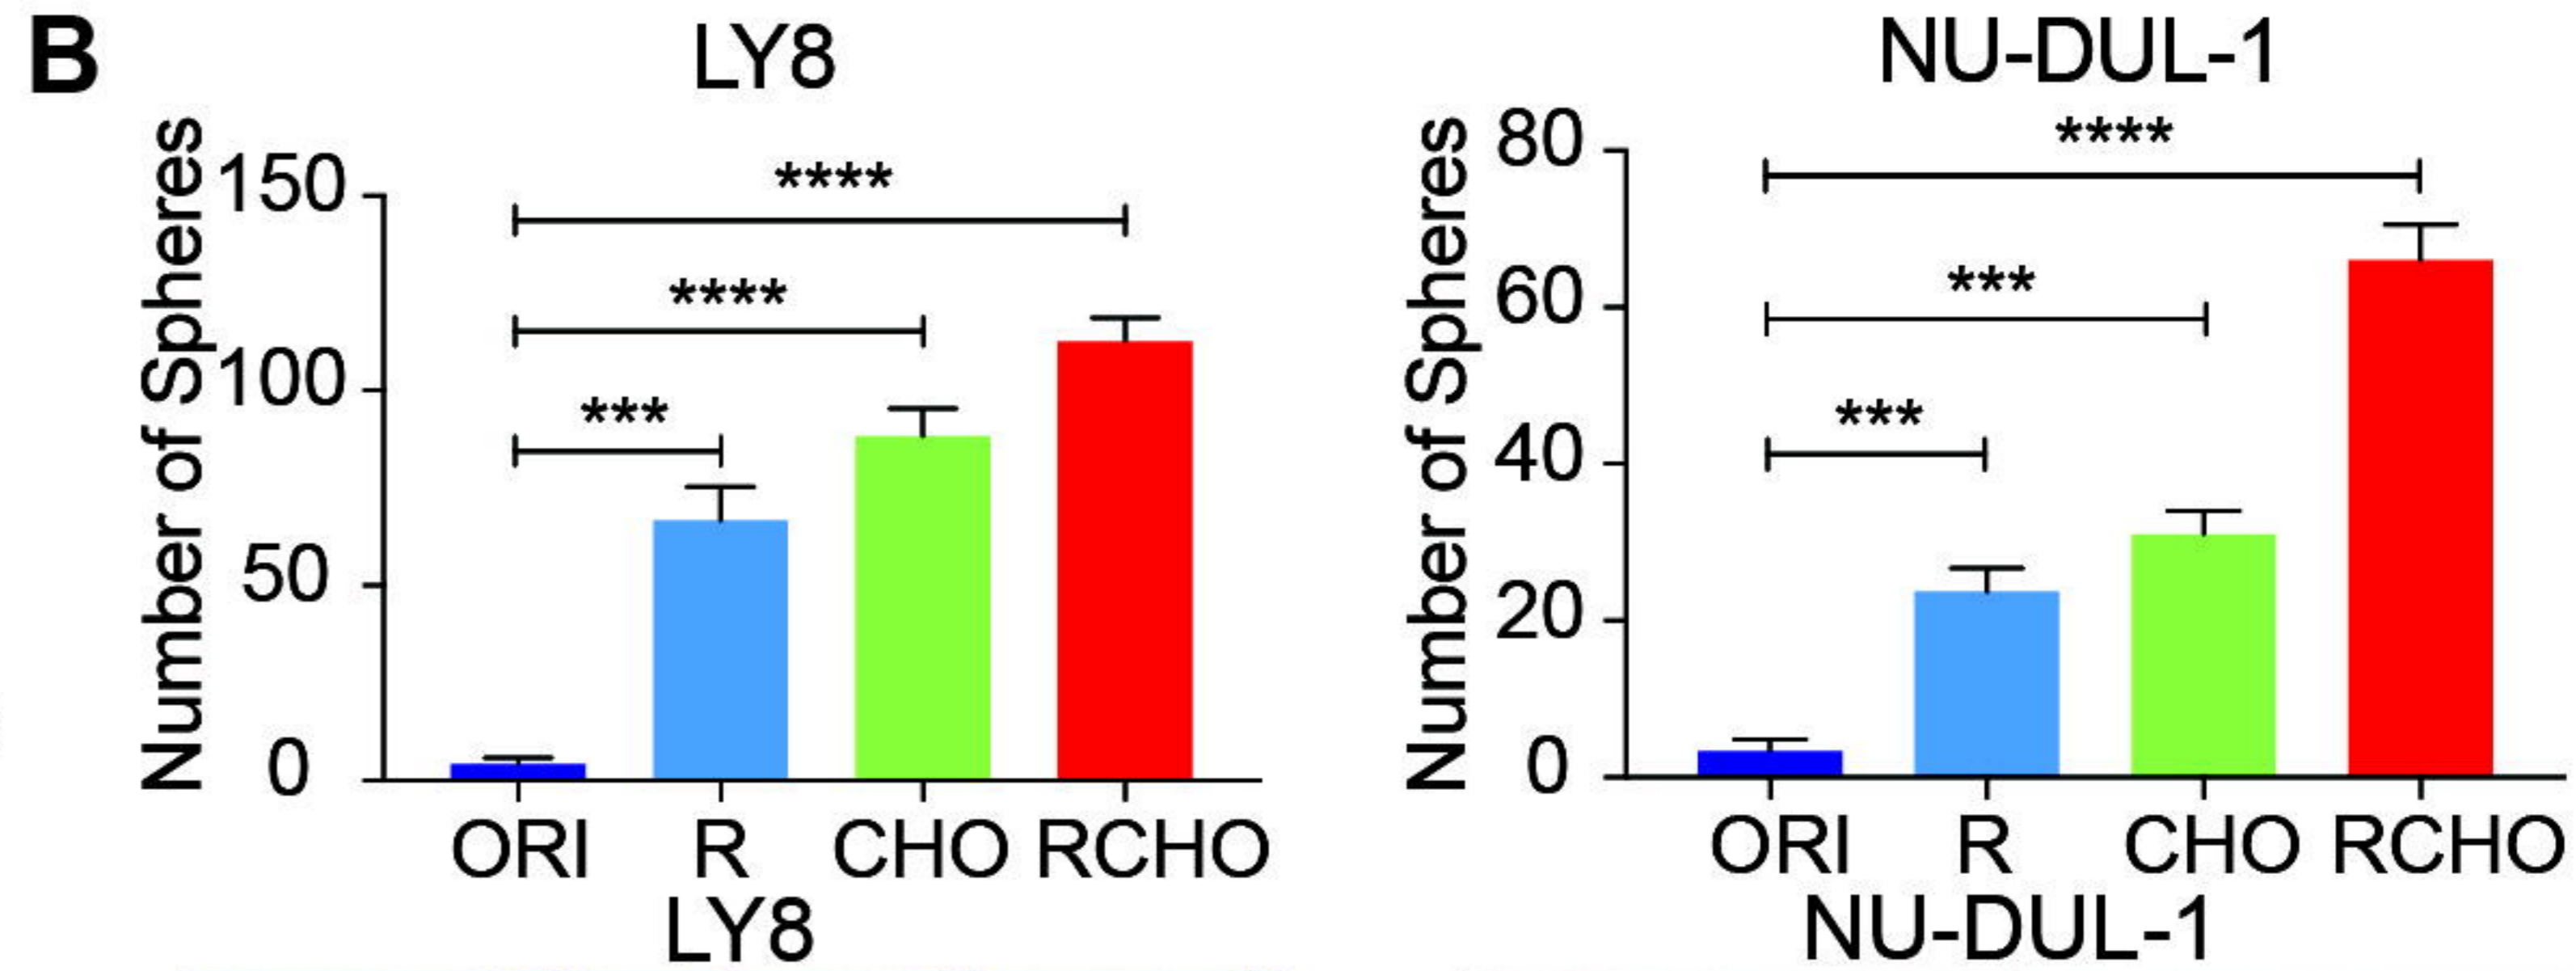 B
LY8
Number of Spheres
150
100
50
0
****
****
***
ORI R CHO RCHO
LY8
NU-DUL-1
Number of Spheres
80
60
40
20
0
****
***
***
ORI R CHO RCHO
NU-DUL-1